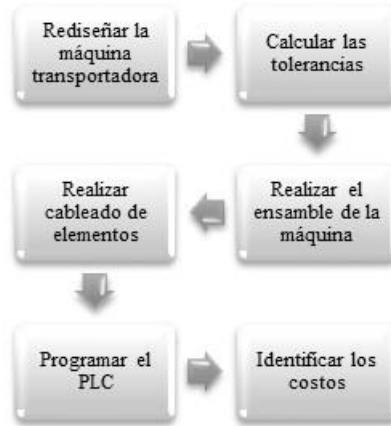 Rediseñar la
máquina
transportadora
Calcular las
tolerancias
Realizar el
ensamble de la
máquina
Realizar
cableado de
elementos
Programar el
PLC
Identificar los
costos